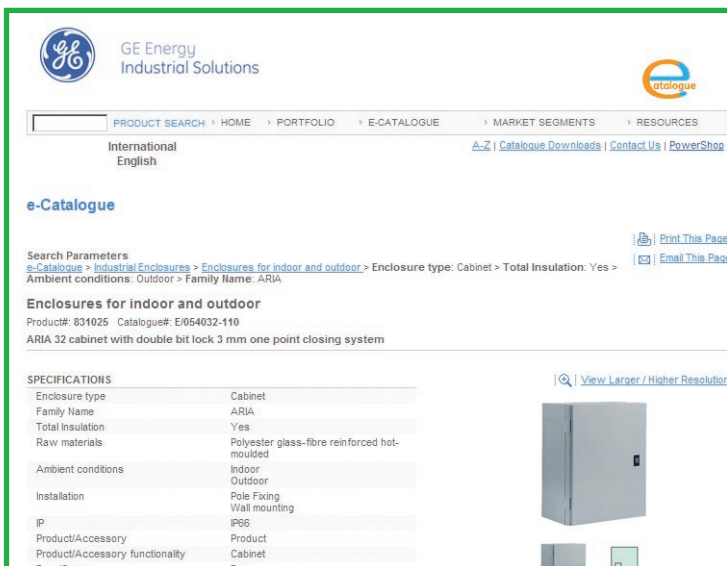 GE
GE Energy
Industrial Solutions
e
atalogue
PRODUCT SEARCH > HOME > PORTFOLIO > E-CATALOGUE > MARKET SEGMENTS > RESOURCES
International
English
A-Z | Catalogue Downloads | Contact Us | PowerShop
e-Catalogue
Print This Page
Email This Page
Search Parameters
e-Catalogue > Industrial Enclosures > Enclosures for indoor and outdoor > Enclosure type: Cabinet > Total Insulation: Yes >
Ambient conditions: Outdoor > Family Name: ARIA
Enclosures for indoor and outdoor
Product#: 831025 Catalogue#: E/054032-110
ARIA 32 cabinet with double bit lock 3 mm one point closing system
SPECIFICATIONS
View Larger / Higher Resolution
Enclosure type Cabinet
Family Name ARIA
Total Insulation Yes
Raw materials Polyester glass-fibre reinforced hot-
moulded
Ambient conditions Indoor
Outdoor
Installation Pole Fixing
Wall mounting
IP IP66
Product/Accessory Product
Product/Accessory functionality Cabinet